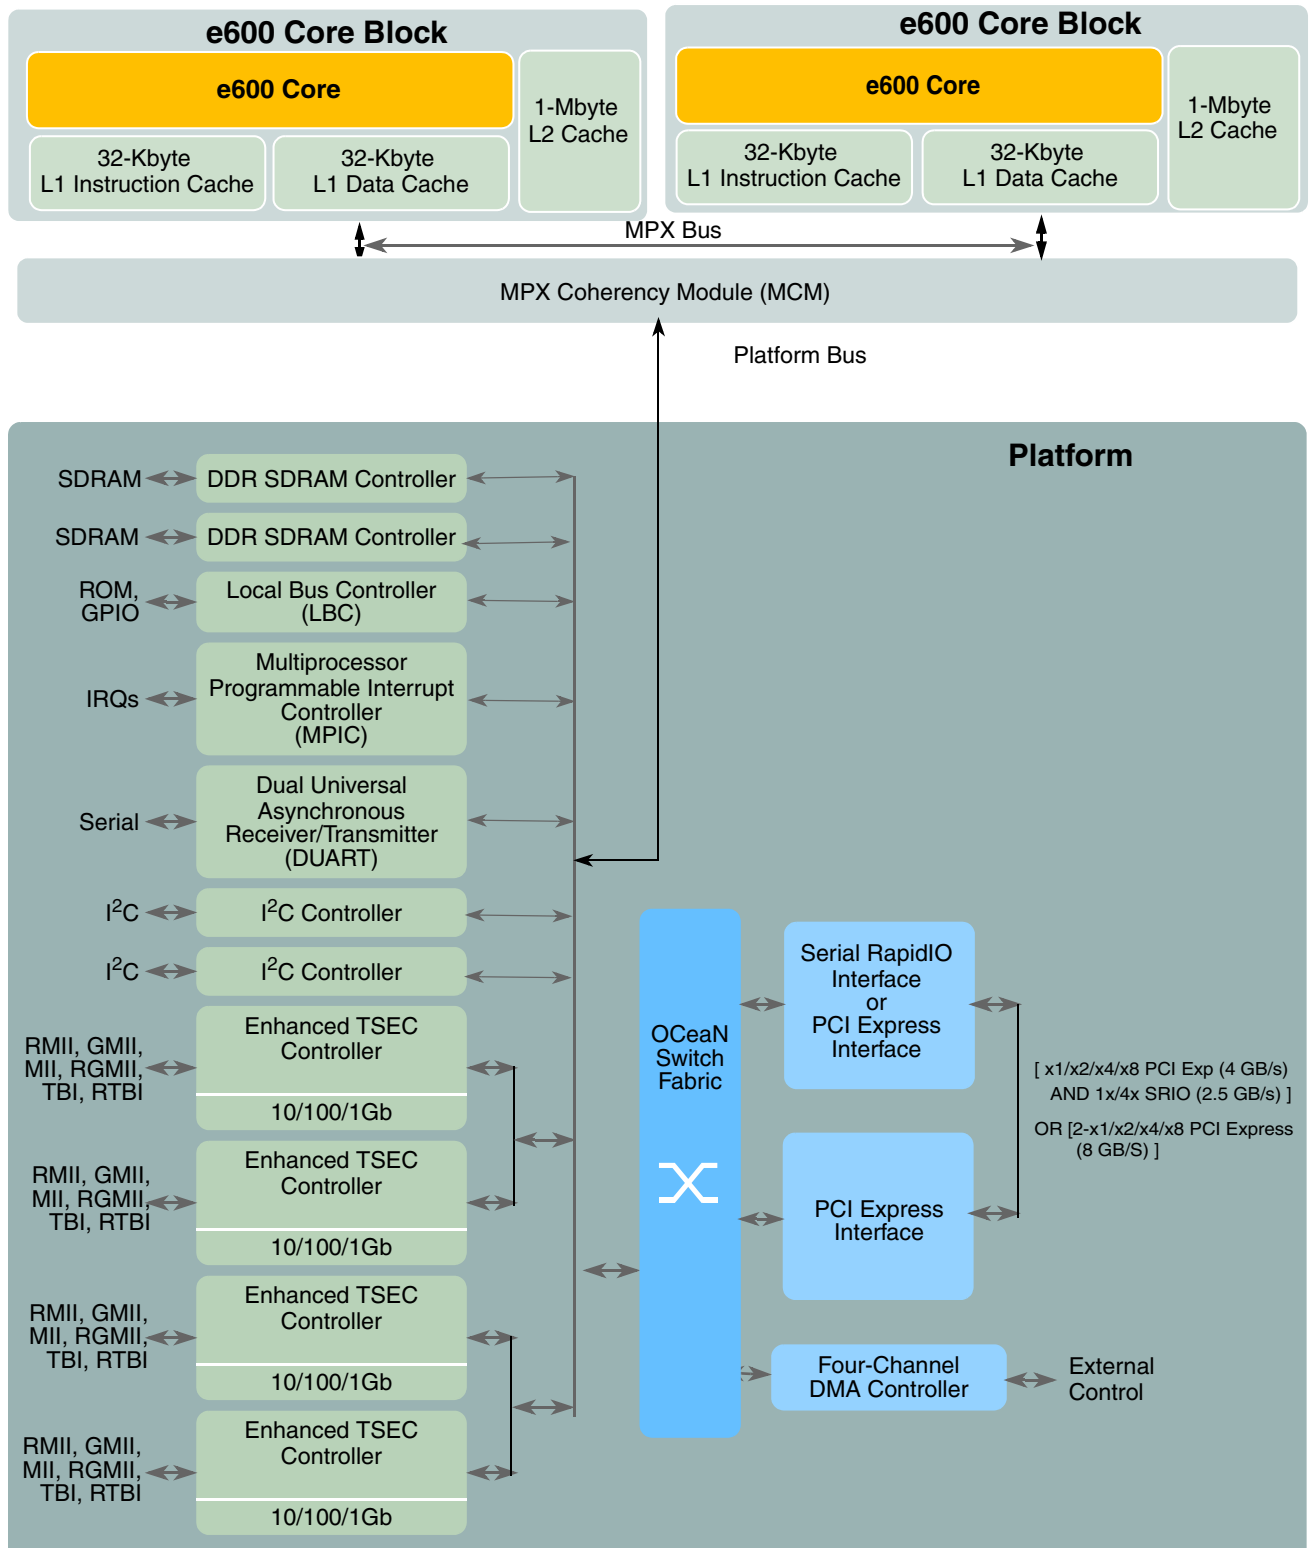 e600 Core Block
e600 Core
1-Mbyte
L2 Cache
32-Kbyte
L1 Instruction Cache
32-Kbyte
L1 Data Cache
e600 Core Block
e600 Core
1-Mbyte
L2 Cache
32-Kbyte
L1 Instruction Cache
32-Kbyte
L1 Data Cache
MPX Bus
MPX Coherency Module (MCM)
Platform Bus
Platform
SDRAM
DDR SDRAM Controller
SDRAM
DDR SDRAM Controller
ROM,
GPIO
Local Bus Controller
(LBC)
IRQs
Multiprocessor
Programmable Interrupt
Controller
(MPIC)
Serial
Dual Universal
Asynchronous
Receiver/Transmitter
(DUART)
I²C
I²C Controller
I²C
I²C Controller
RMII, GMII,
MII, RGMII,
TBI, RTBI
Enhanced TSEC
Controller
10/100/1Gb
RMII, GMII,
MII, RGMII,
TBI, RTBI
Enhanced TSEC
Controller
10/100/1Gb
RMII, GMII,
MII, RGMII,
TBI, RTBI
Enhanced TSEC
Controller
10/100/1Gb
RMII, GMII,
MII, RGMII,
TBI, RTBI
Enhanced TSEC
Controller
10/100/1Gb
OCeaN
Switch
Fabric
Serial RapidIO
Interface
or
PCI Express
Interface
PCI Express
Interface
[ x1/x2/x4/x8 PCI Exp (4 GB/s)
AND 1x/4x SRIO (2.5 GB/s) ]
OR [2-x1/x2/x4/x8 PCI Express
(8 GB/S) ]
Four-Channel
DMA Controller
External
Control